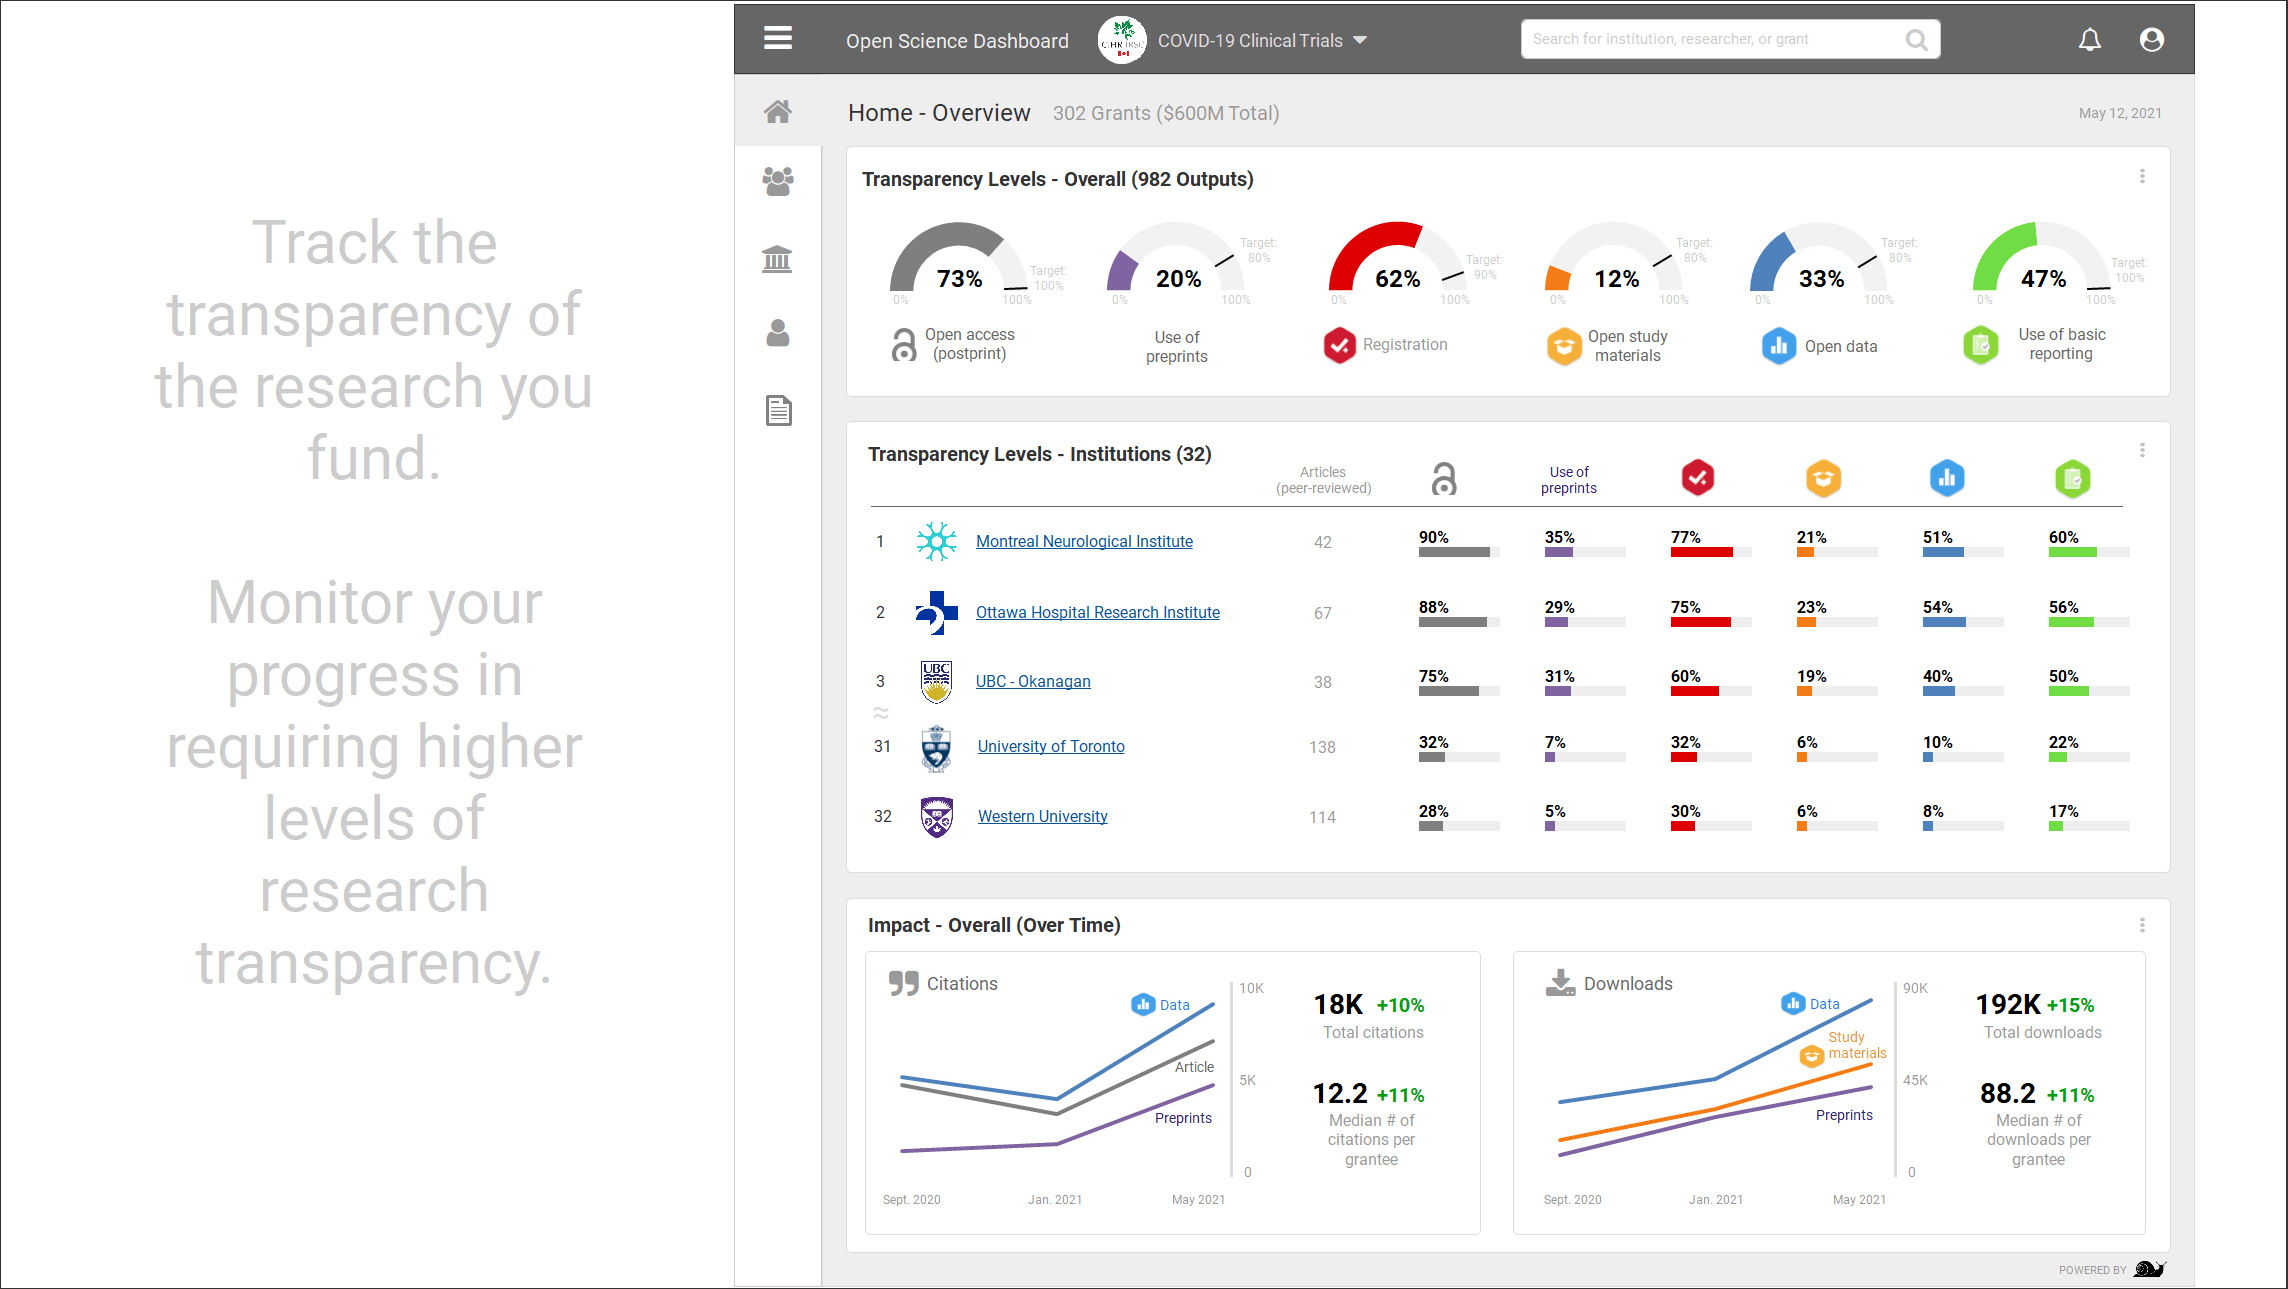 Track the
transparency of
the research you
fund.
Monitor your
progress in
requiring higher
levels of
research
transparency.
Open Science Dashboard
CIHR IRSC
COVID-19 Clinical Trials
Search for institution, researcher, or grant
Home - Overview 302 Grants ($600M Total)
May 12, 2021
Transparency Levels - Overall (982 Outputs)
73%
Target:
100%
0% 100%
Open access
(postprint)
20%
Target:
80%
0% 100%
Use of
preprints
62%
Target:
90%
0% 100%
Registration
12%
Target:
80%
0% 100%
Open study
materials
33%
Target:
80%
0% 100%
Open data
47%
Target:
100%
0% 100%
Use of basic
reporting
Transparency Levels - Institutions (32)
Articles
(peer-reviewed)
Use of
preprints
1 Montreal Neurological Institute 42 90% 35% 77% 21% 51% 60%
2 Ottawa Hospital Research Institute 67 88% 29% 75% 23% 54% 56%
UBC
3 UBC - Okanagan 38 75% 31% 60% 19% 40% 50%
≈
31 University of Toronto 138 32% 7% 32% 6% 10% 22%
32 Western University 114 28% 5% 30% 6% 8% 17%
Impact - Overall (Over Time)
Citations
Data
Article
Preprints
10K
5K
0
Sept. 2020 Jan. 2021 May 2021
18K +10%
Total citations
12.2 +11%
Median # of
citations per
grantee
Downloads
Data
Study
materials
Preprints
90K
45K
0
Sept. 2020 Jan. 2021 May 2021
192K +15%
Total downloads
88.2 +11%
Median # of
downloads per
grantee
POWERED BY